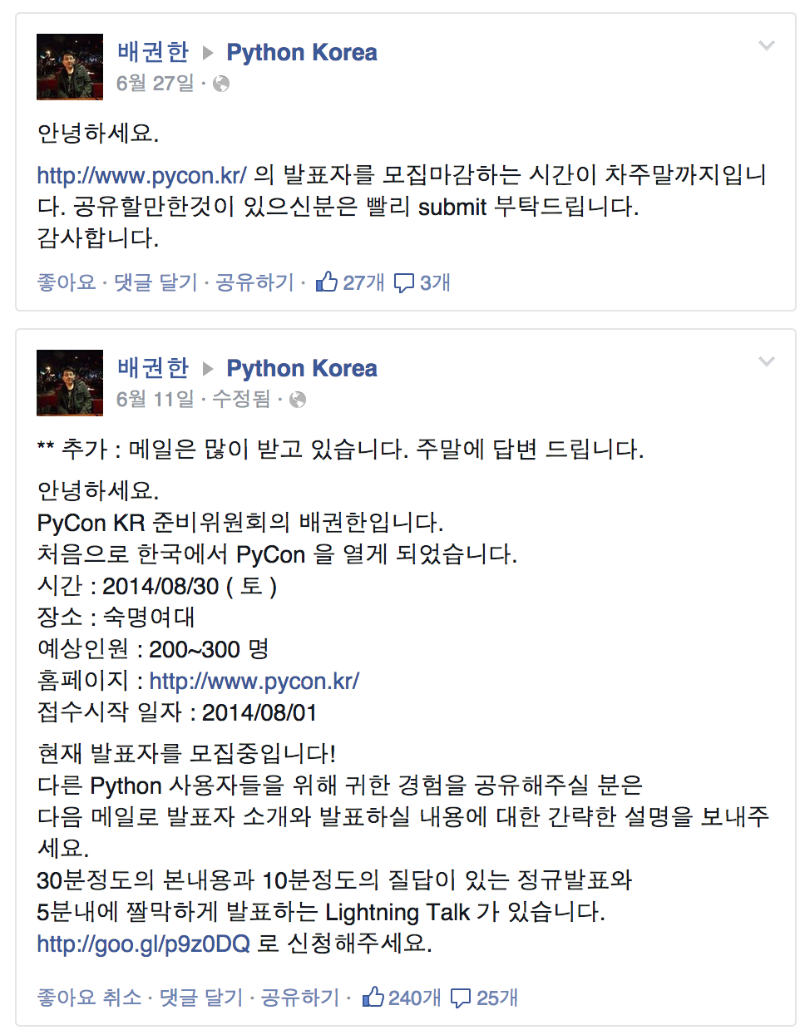 배권한 ▶ Python Korea
6월 27일 ·
안녕하세요.
http://www.pycon.kr/ 의 발표자를 모집마감하는 시간이 차주말까지입니
다. 공유할만한것이 있으신분은 빨리 submit 부탁드립니다.
감사합니다.
좋아요 · 댓글 달기 · 공유하기 · 27개 3개
배권한 ▶ Python Korea
6월 11일 · 수정됨 ·
** 추가 : 메일은 많이 받고 있습니다. 주말에 답변 드립니다.
안녕하세요.
PyCon KR 준비위원회의 배권한입니다.
처음으로 한국에서 PyCon 을 열게 되었습니다.
시간 : 2014/08/30 ( 토 )
장소 : 숙명여대
예상인원 : 200~300 명
홈페이지 : http://www.pycon.kr/
접수시작 일자 : 2014/08/01
현재 발표자를 모집중입니다!
다른 Python 사용자들을 위해 귀한 경험을 공유해주실 분은
다음 메일로 발표자 소개와 발표하실 내용에 대한 간략한 설명을 보내주
세요.
30분정도의 본내용과 10분정도의 질답이 있는 정규발표와
5분내에 짤막하게 발표하는 Lightning Talk 가 있습니다.
http://goo.gl/p9z0DQ 로 신청해주세요.
좋아요 취소 · 댓글 달기 · 공유하기 · 240개 25개